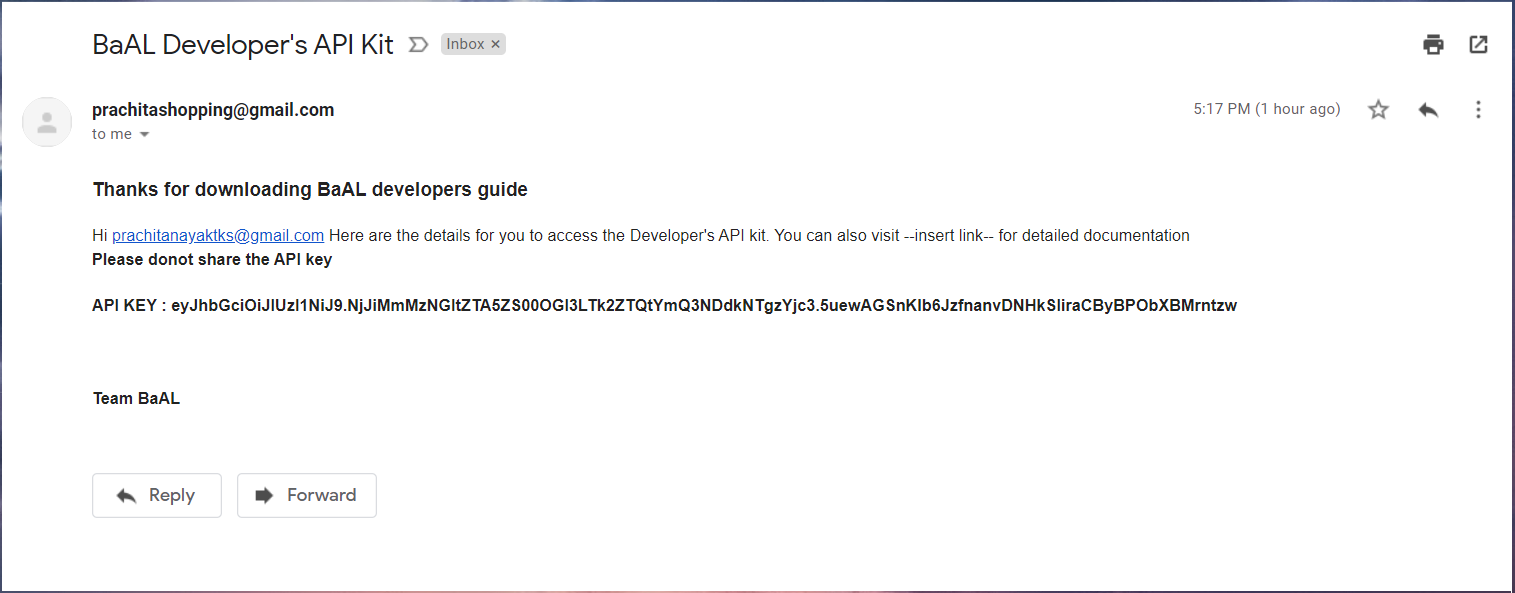 BaAL Developer's API Kit Inbox ×
prachitashopping@gmail.com 5:17 PM (1 hour ago)
to me
Thanks for downloading BaAL developers guide
Hi prachitanayaktks@gmail.com Here are the details for you to access the Developer's API kit. You can also visit --insert link-- for detailed documentation
Please donot share the API key
API KEY : eyJhbGciOiJIUzI1NiJ9.NjJiMmMzNGItZTA5ZS00OGI3LTk2ZTQtYmQ3NDdkNTgzYjc3.5uewAGSnKIb6JzfnanvDNHkSliraCByBPObXBMrntzw
Team BaAL
Reply Forward